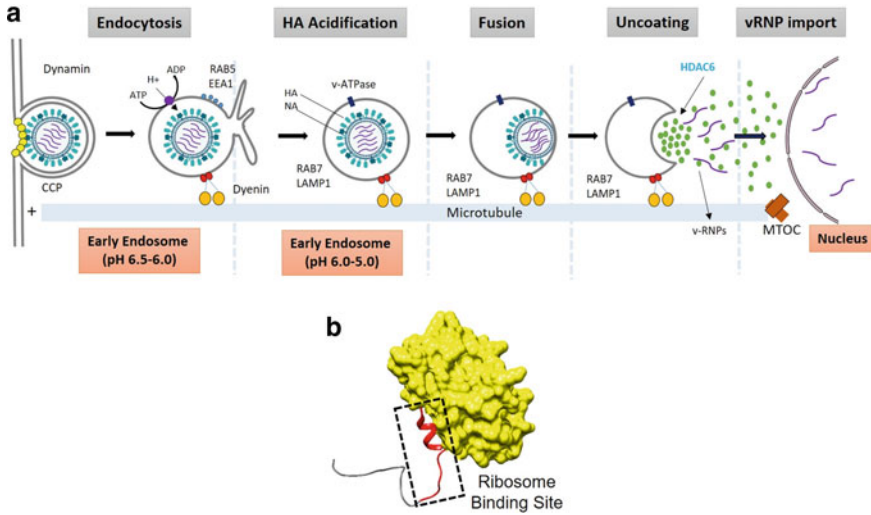 a
Endocytosis
HA Acidification
Fusion
Uncoating
vRNP import
Dynamin
ADP
H+
ATP
RAB5
EEA1
CCP
Dyenin
v-ATPase
HA
NA
RAB7
LAMP1
RAB7
LAMP1
HDAC6
RAB7
LAMP1
v-RNPs
+
Microtubule
MTOC
Nucleus
Early Endosome
(pH 6.5-6.0)
Early Endosome
(pH 6.0-5.0)
b
Ribosome
Binding Site